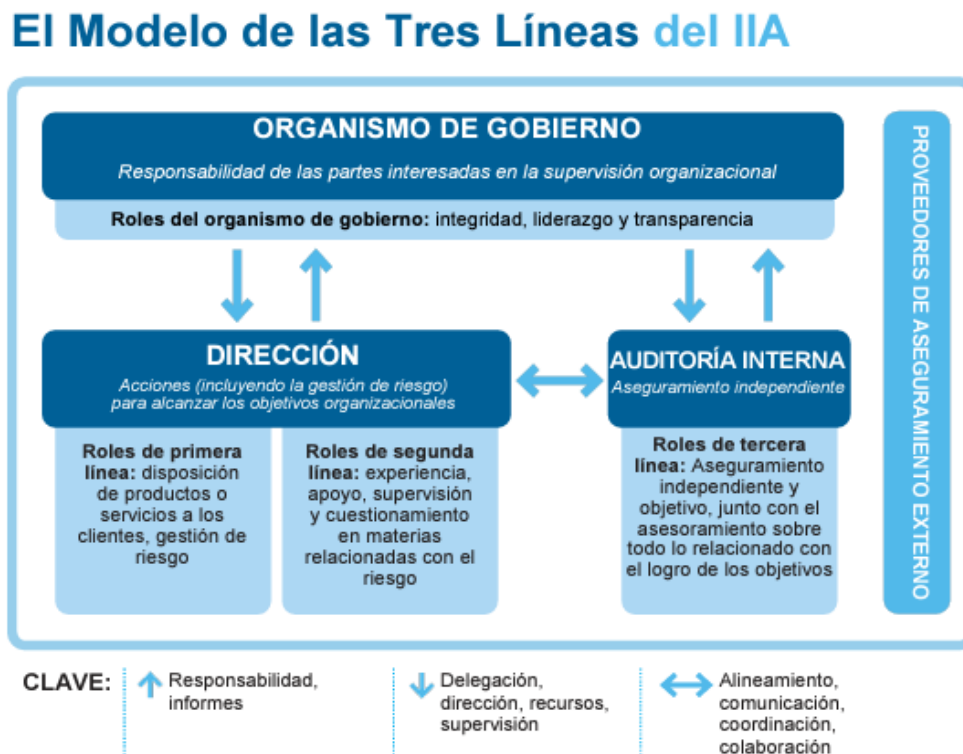 El Modelo de las Tres Líneas del IIA
ORGANISMO DE GOBIERNO
Responsabilidad de las partes interesadas en la supervisión organizacional
Roles del organismo de gobierno: integridad, liderazgo y transparencia
DIRECCIÓN
Acciones (incluyendo la gestión de riesgo)
para alcanzar los objetivos organizacionales
Roles de primera
línea: disposición
de productos o
servicios a los
clientes, gestión de
riesgo
Roles de segunda
línea: experiencia,
apoyo, supervisión
y cuestionamiento
en materias
relacionadas con el
riesgo
AUDITORÍA INTERNA
Aseguramiento independiente
Roles de tercera
línea: Aseguramiento
independiente y
objetivo, junto con el
asesoramiento sobre
todo lo relacionado con
el logro de los objetivos
PROVEEDORES DE ASEGURAMIENTO EXTERNO
CLAVE:
Responsabilidad,
informes
Delegación,
dirección, recursos,
supervisión
Alineamiento,
comunicación,
coordinación,
colaboración